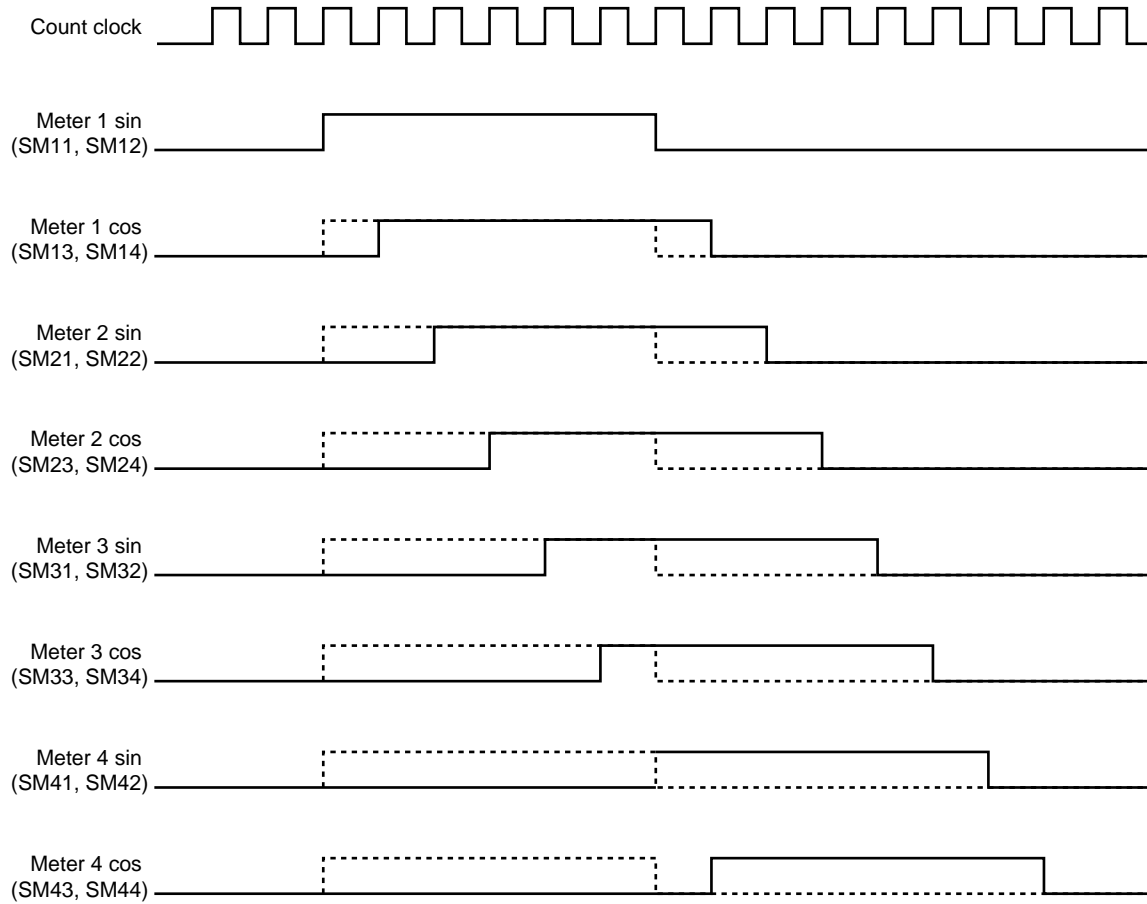 Count clock
Meter 1 sin
(SM11, SM12)
Meter 1 cos
(SM13, SM14)
Meter 2 sin
(SM21, SM22)
Meter 2 cos
(SM23, SM24)
Meter 3 sin
(SM31, SM32)
Meter 3 cos
(SM33, SM34)
Meter 4 sin
(SM41, SM42)
Meter 4 cos
(SM43, SM44)